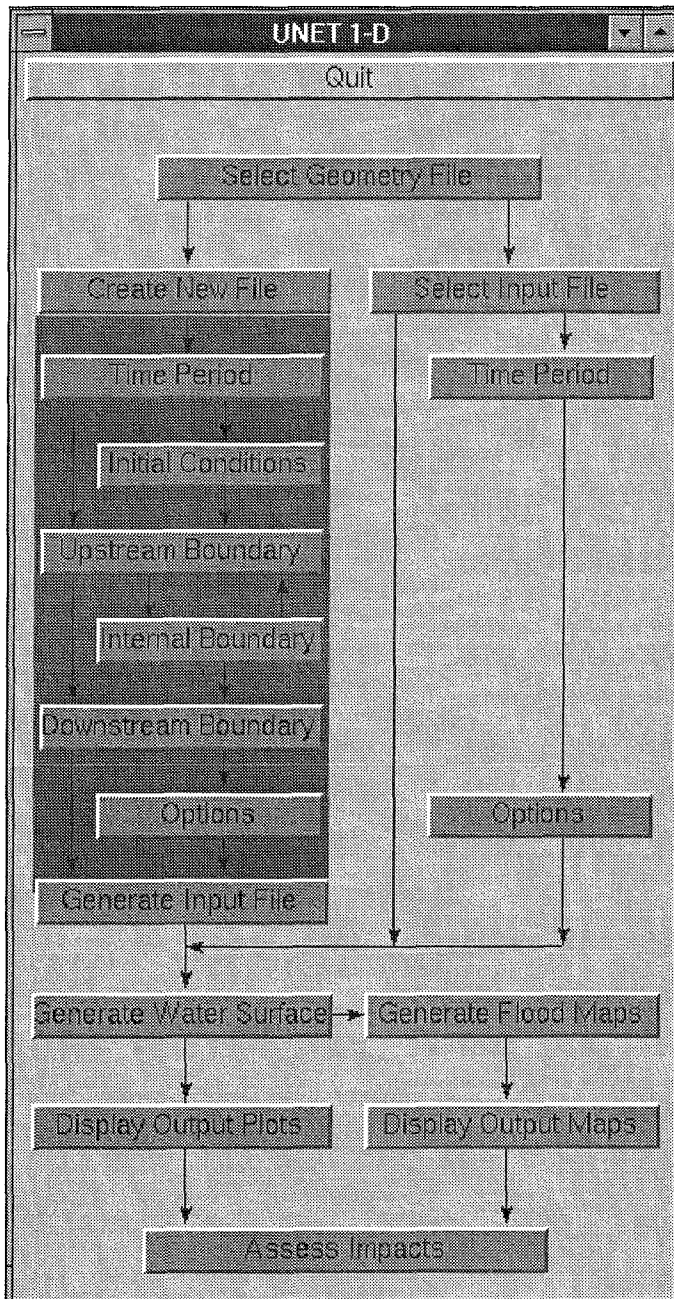 UNET 1-D
Quit
Select Geometry File
Create New File
Select Input File
Time Period
Time Period
Initial Conditions
Upstream Boundary
Internal Boundary
Downstream Boundary
Options
Options
Generate Input File
Generate Water Surface
Generate Flood Maps
Display Output Plots
Display Output Maps
Assess Impacts